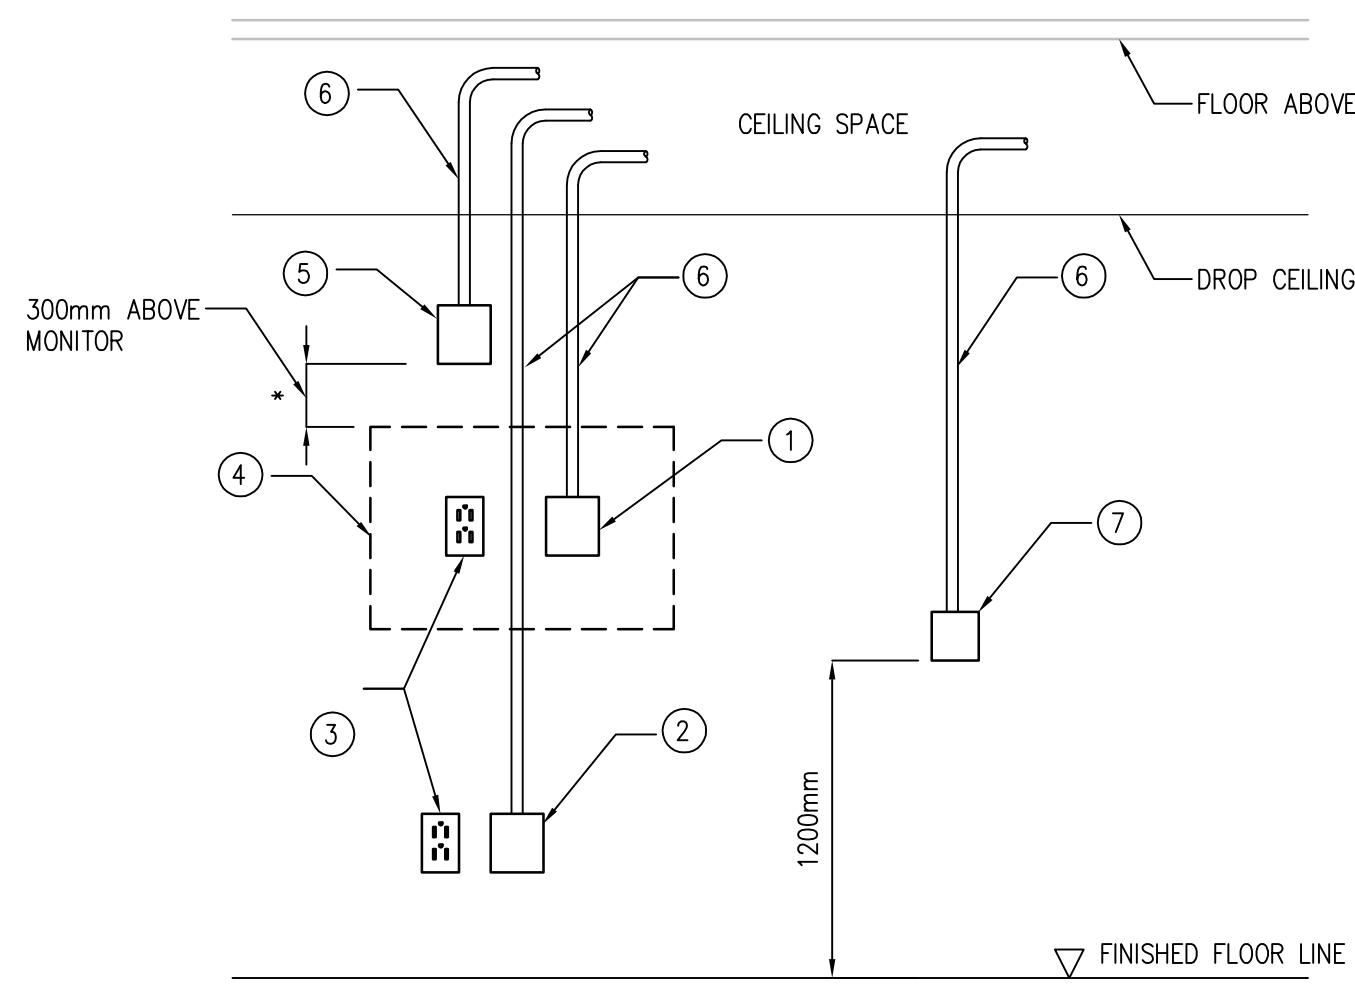 6
FLOOR ABOVE
CEILING SPACE
5
6
6
DROP CEILING
300mm ABOVE
MONITOR
*
1
4
7
3
2
1200mm
FINISHED FLOOR LINE